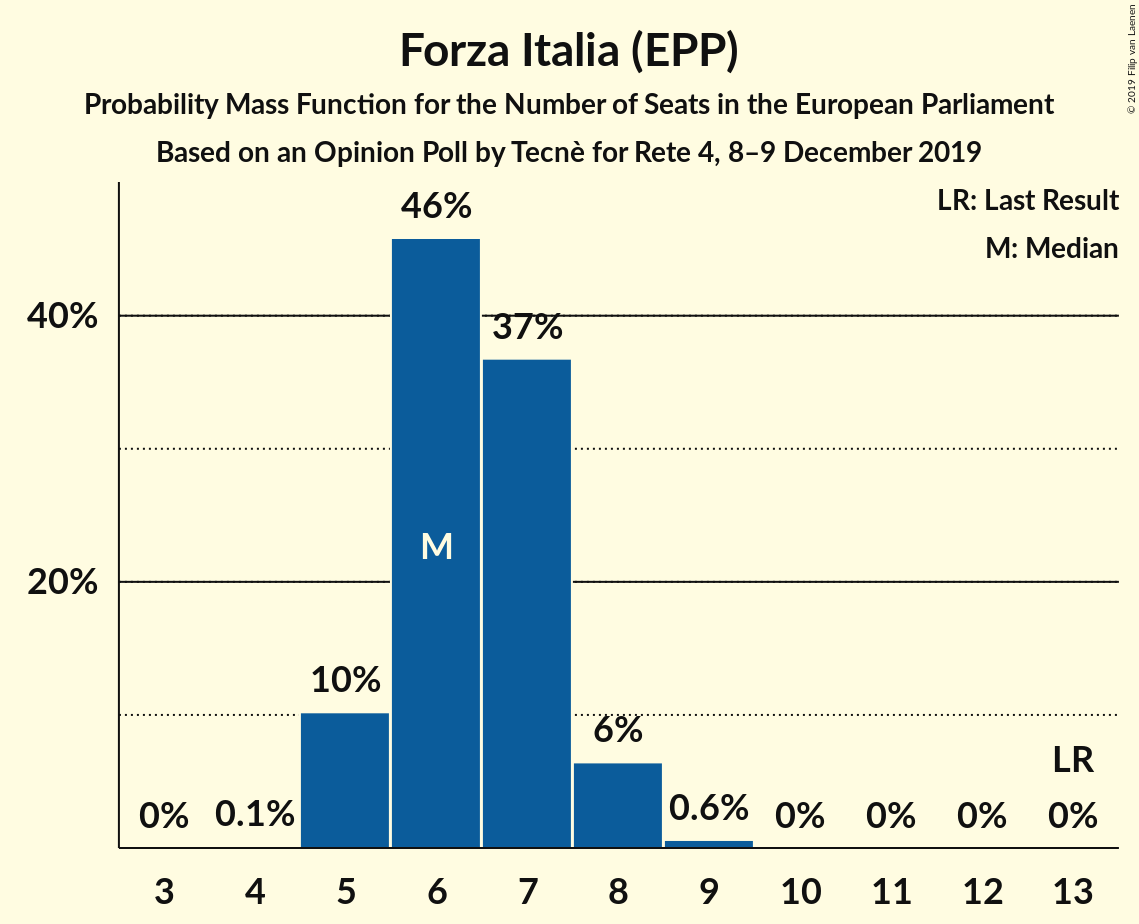 Forza Italia (EPP)
Probability Mass Function for the Number of Seats in the European Parliament
Based on an Opinion Poll by Tecnè for Rete 4, 8–9 December 2019
© 2019 Filip van Laenen
LR: Last Result
M: Median
46%
40%
37%
M
20%
10%
6%
LR
0% 0.1% 0.6% 0% 0% 0% 0%
3 4 5 6 7 8 9 10 11 12 13